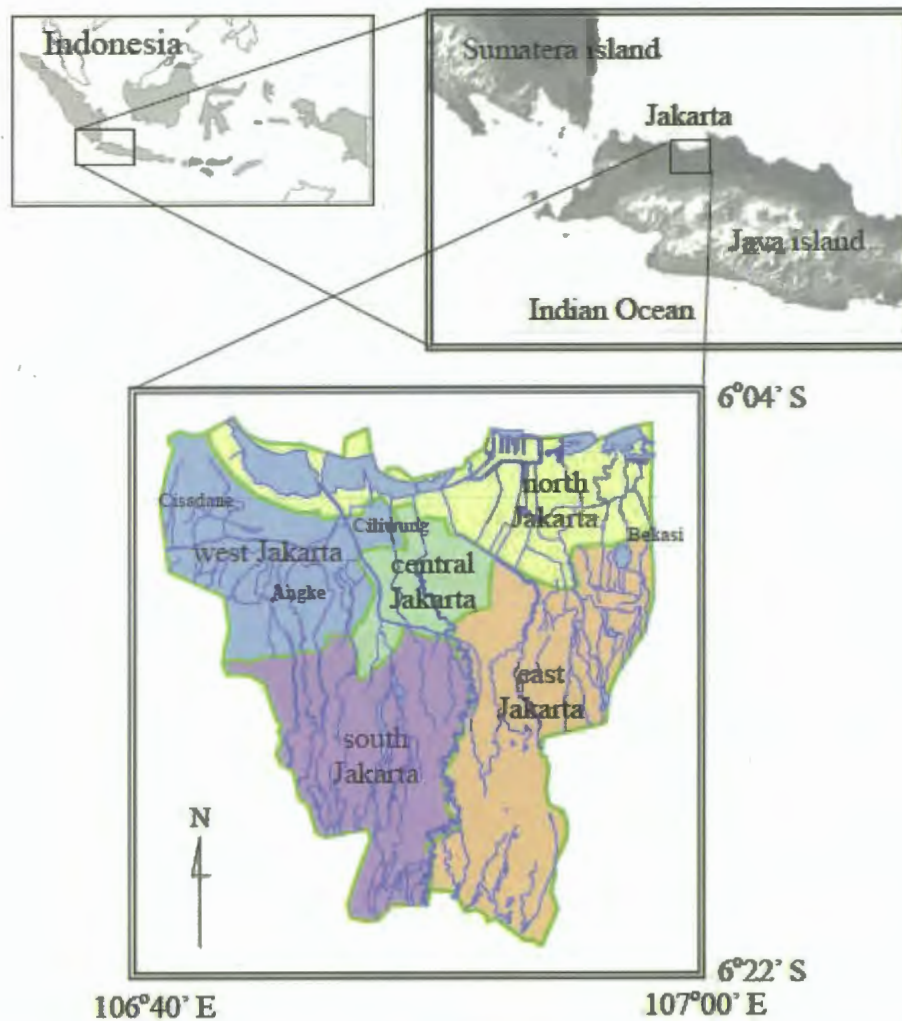 Indonesia
Sumatera island
Jakarta
Java island
Indian Ocean
6°04' S
north
Jakarta
Cisadane
Ciliwung
Bekasi
west Jakarta
central
Jakarta
Angke
east
Jakarta
south
Jakarta
N
6°22' S
106°40' E
107°00' E